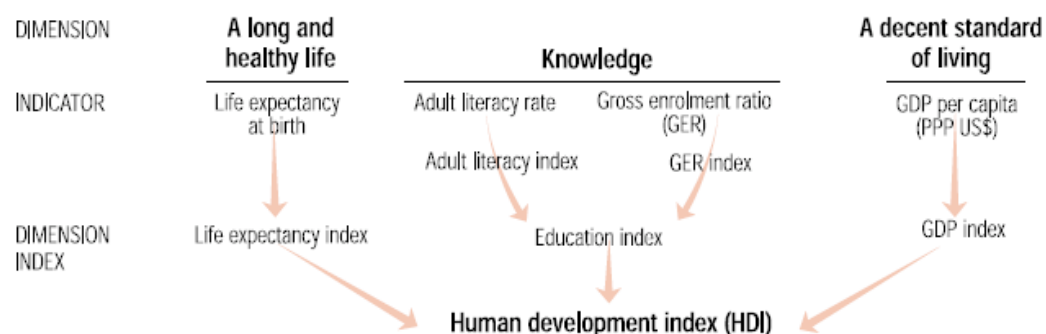 DIMENSION
A long and
healthy life
Knowledge
A decent standard
of living
INDICATOR
Life expectancy
at birth
Adult literacy rate
Gross enrolment ratio
(GER)
GDP per capita
(PPP US$)
Adult literacy index
GER index
DIMENSION
INDEX
Life expectancy index
Education index
GDP index
Human development index (HDI)